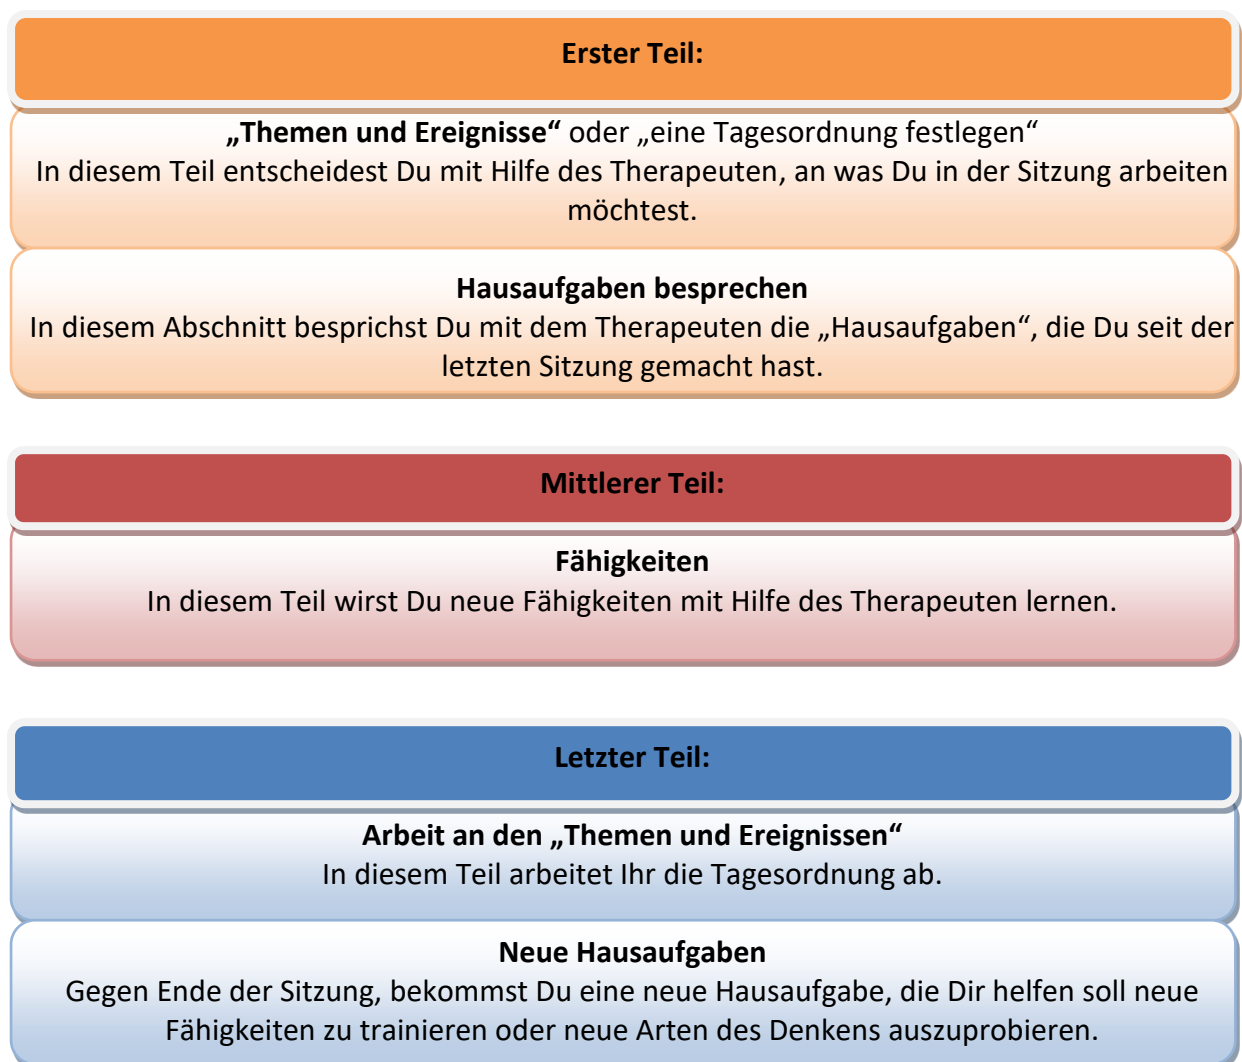 Erster Teil:
„Themen und Ereignisse“ oder „eine Tagesordnung festlegen“
In diesem Teil entscheidest Du mit Hilfe des Therapeuten, an was Du in der Sitzung arbeiten
möchtest.
Hausaufgaben besprechen
In diesem Abschnitt besprichst Du mit dem Therapeuten die „Hausaufgaben“, die Du seit der
letzten Sitzung gemacht hast.
Mittlerer Teil:
Fähigkeiten
In diesem Teil wirst Du neue Fähigkeiten mit Hilfe des Therapeuten lernen.
Letzter Teil:
Arbeit an den „Themen und Ereignissen“
In diesem Teil arbeitet Ihr die Tagesordnung ab.
Neue Hausaufgaben
Gegen Ende der Sitzung, bekommst Du eine neue Hausaufgabe, die Dir helfen soll neue
Fähigkeiten zu trainieren oder neue Arten des Denkens auszuprobieren.